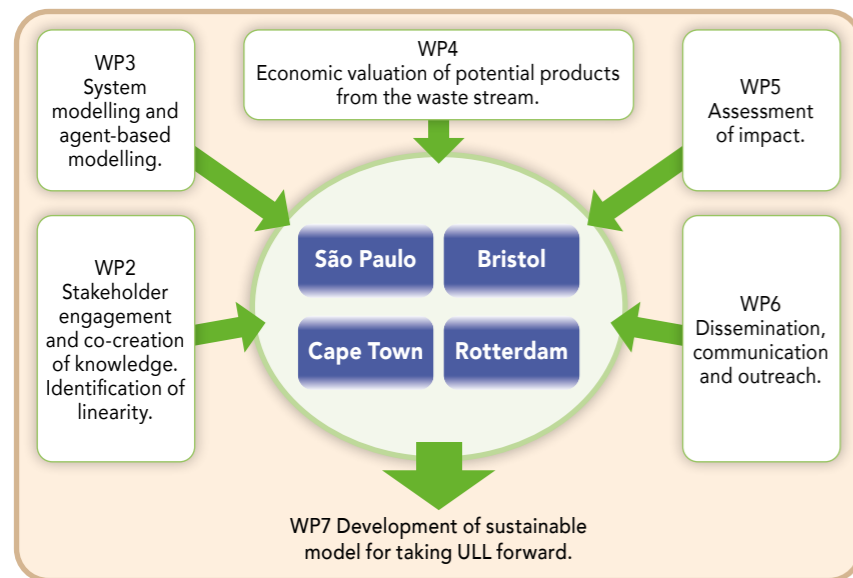 WP3
System
modelling and
agent-based
modelling.
WP4
Economic valuation of potential products
from the waste stream.
WP5
Assessment
of impact.
WP2
Stakeholder
engagement
and co-creation
of knowledge.
Identification of
linearity.
São Paulo
Bristol
Cape Town
Rotterdam
WP6
Dissemination,
communication
and outreach.
WP7 Development of sustainable
model for taking ULL forward.